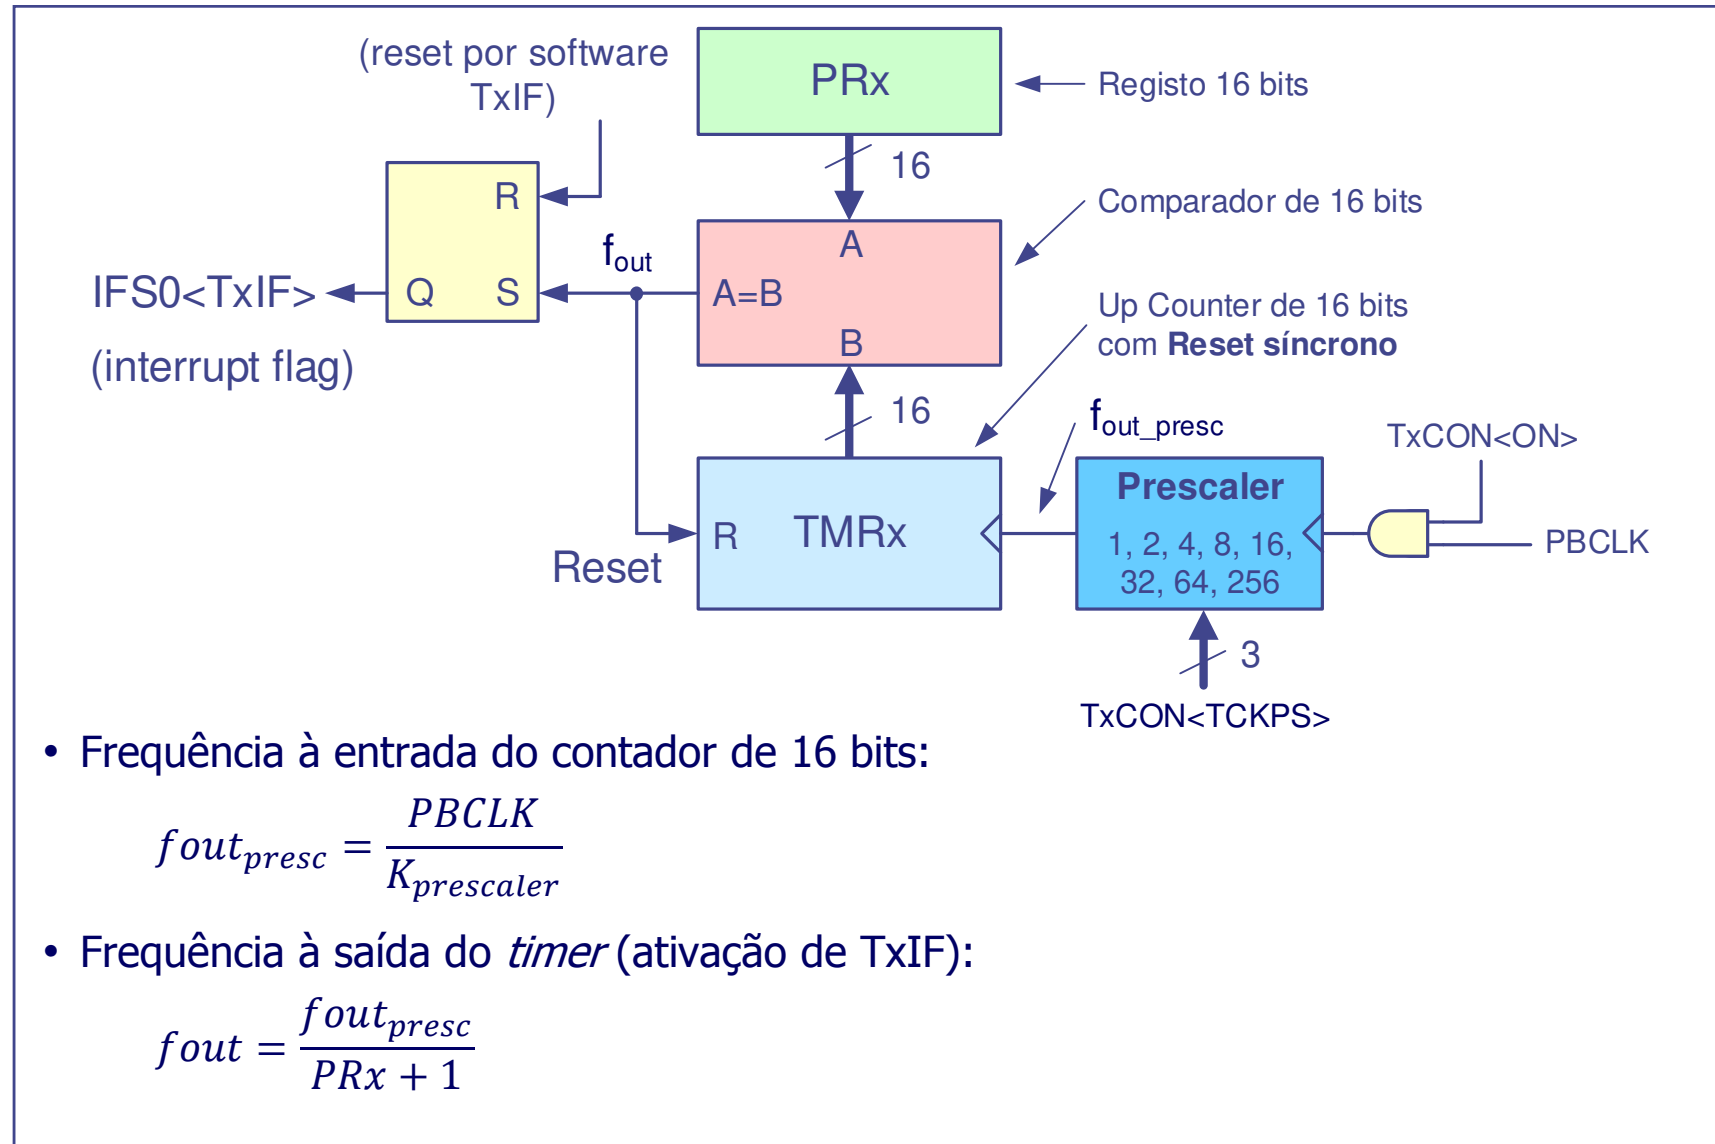 (reset por software
TxIF)
PRx
Registo 16 bits
16
R
Comparador de 16 bits
A
f_out
IFS0<TxIF>
Q
S
A=B
B
(interrupt flag)
Up Counter de 16 bits
com Reset síncrono
16
f_out_presc
TxCON<ON>
Prescaler
R
TMRx
1, 2, 4, 8, 16,
32, 64, 256
PBCLK
Reset
3
TxCON<TCKPS>
• Frequência à entrada do contador de 16 bits:
fout_presc = PBCLK / K_prescaler
• Frequência à saída do timer (ativação de TxIF):
fout = fout_presc / PRx + 1